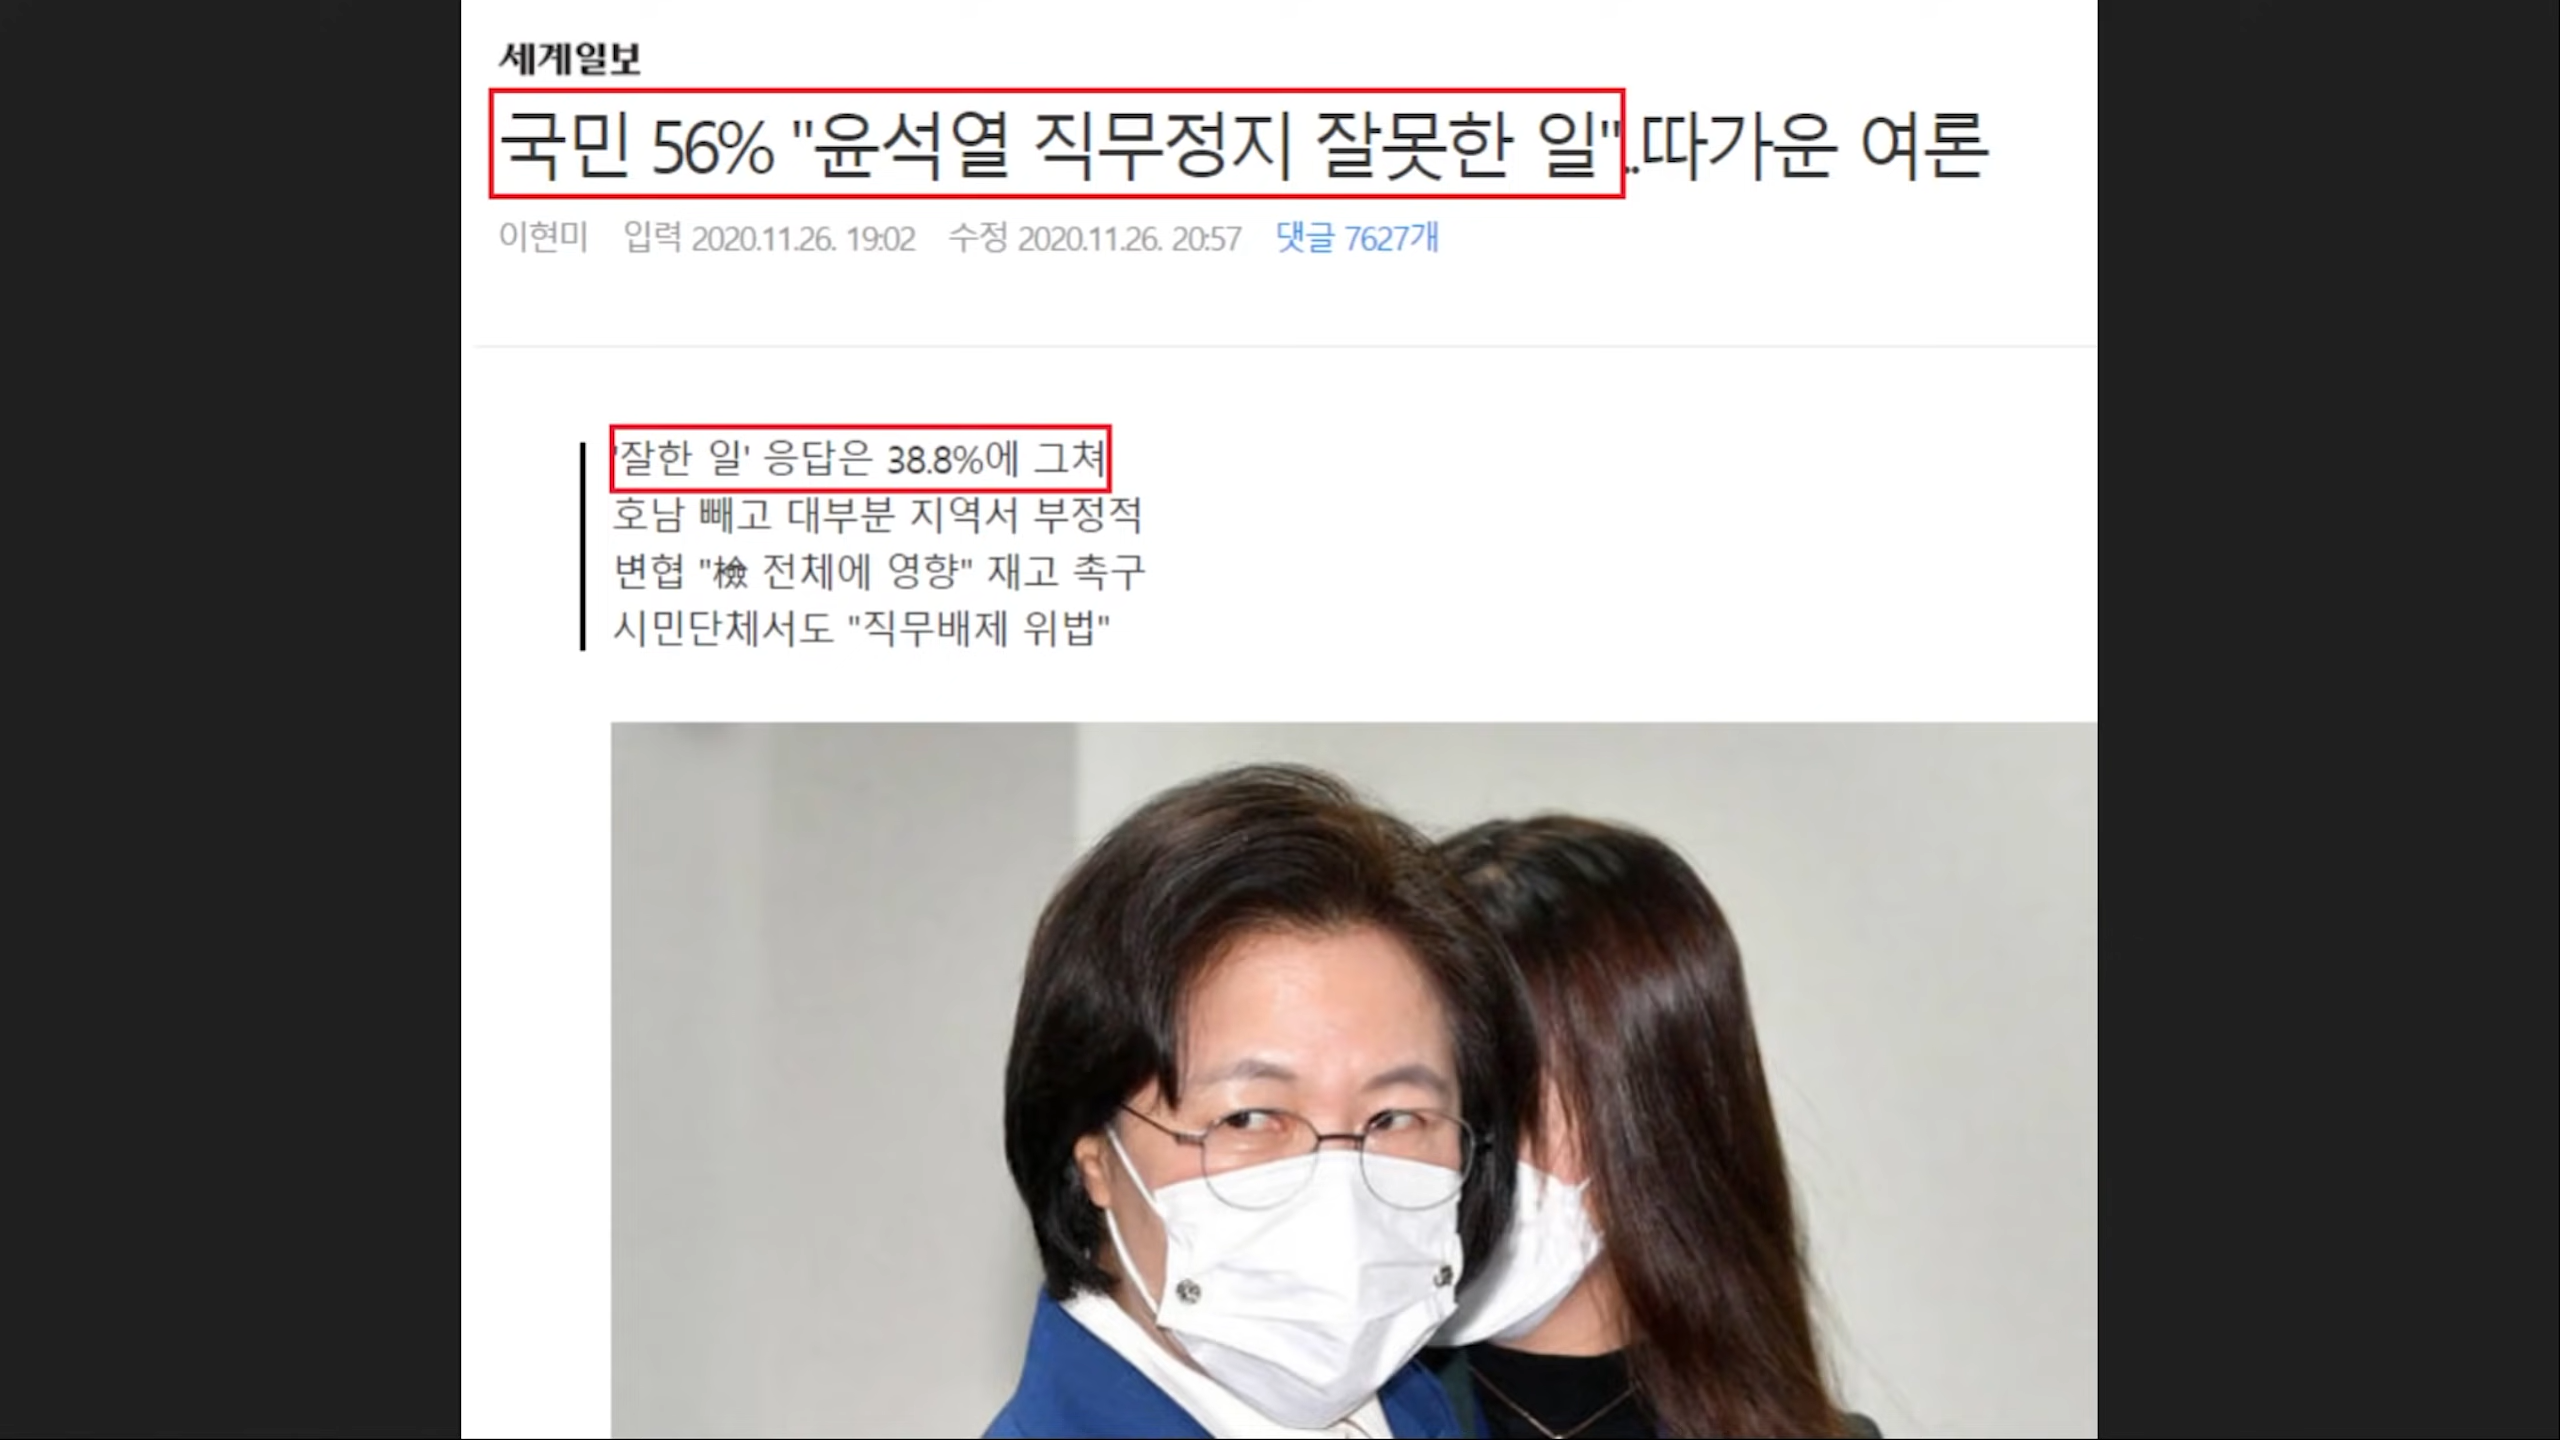 세계일보
국민 56% "윤석열 직무정지 잘못한 일"..따가운 여론
이현미 입력 2020.11.26. 19:02 수정 2020.11.26. 20:57 댓글 7627개
'잘한 일' 응답은 38.8%에 그쳐
호남 빼고 대부분 지역서 부정적
변협 "檢 전체에 영향" 재고 촉구
시민단체서도 "직무배제 위법"